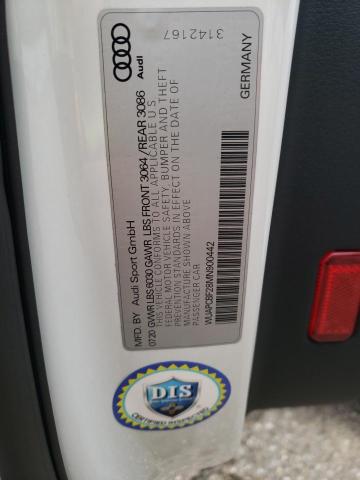 Audi
3142167
MFD. BY Audi Sport GmbH
GERMANY
07/20 GVWR LBS 6030 GAWR LBS FRONT 3064 / REAR 3086
THIS VEHICLE CONFORMS TO ALL APPLICABLE U S
FEDERAL MOTOR VEHICLE SAFETY, BUMPER AND THEFT
PREVENTION STANDARDS IN EFFECT ON THE DATE OF
MANUFACTURE SHOWN ABOVE.
PASSENGER CAR
WUAPCBF28MN900442
DIS
CERTIFIED